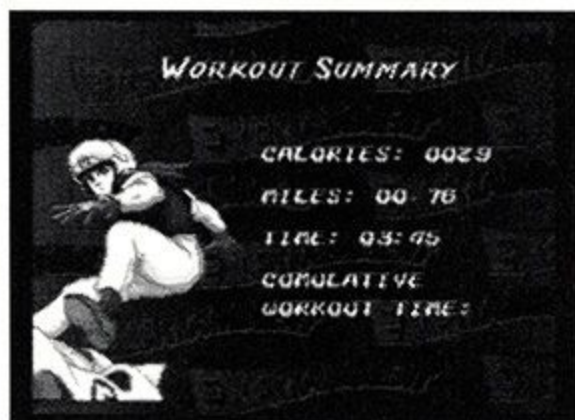 WORKOUT SUMMARY
CALORIES: 0029
MILES: 00.76
TIME: 03:45
CUMULATIVE
WORKOUT TIME: